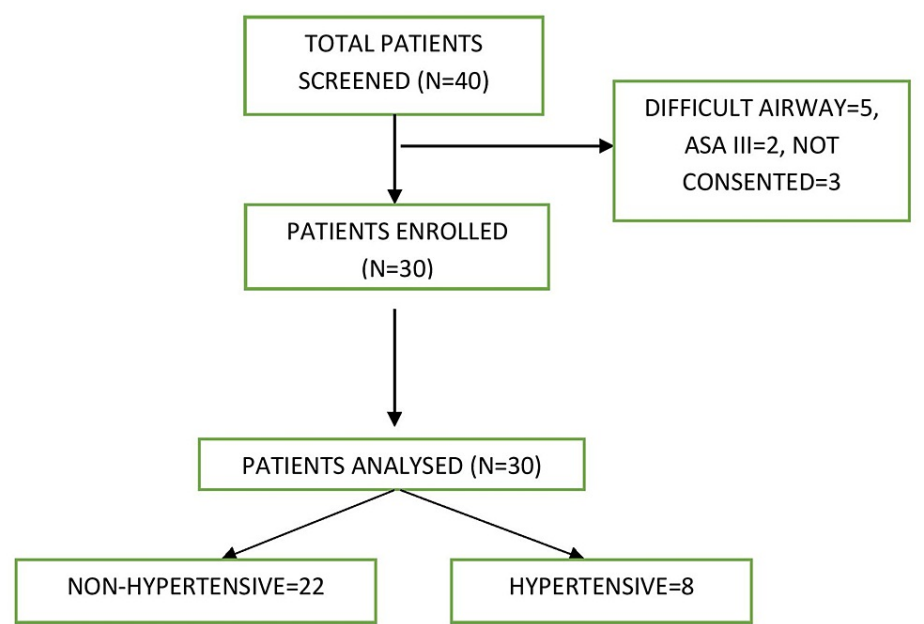 TOTAL PATIENTS
SCREENED (N=40)
DIFFICULT AIRWAY=5,
ASA III=2, NOT
CONSENTED=3
PATIENTS ENROLLED
(N=30)
PATIENTS ANALYSED (N=30)
NON-HYPERTENSIVE=22
HYPERTENSIVE=8